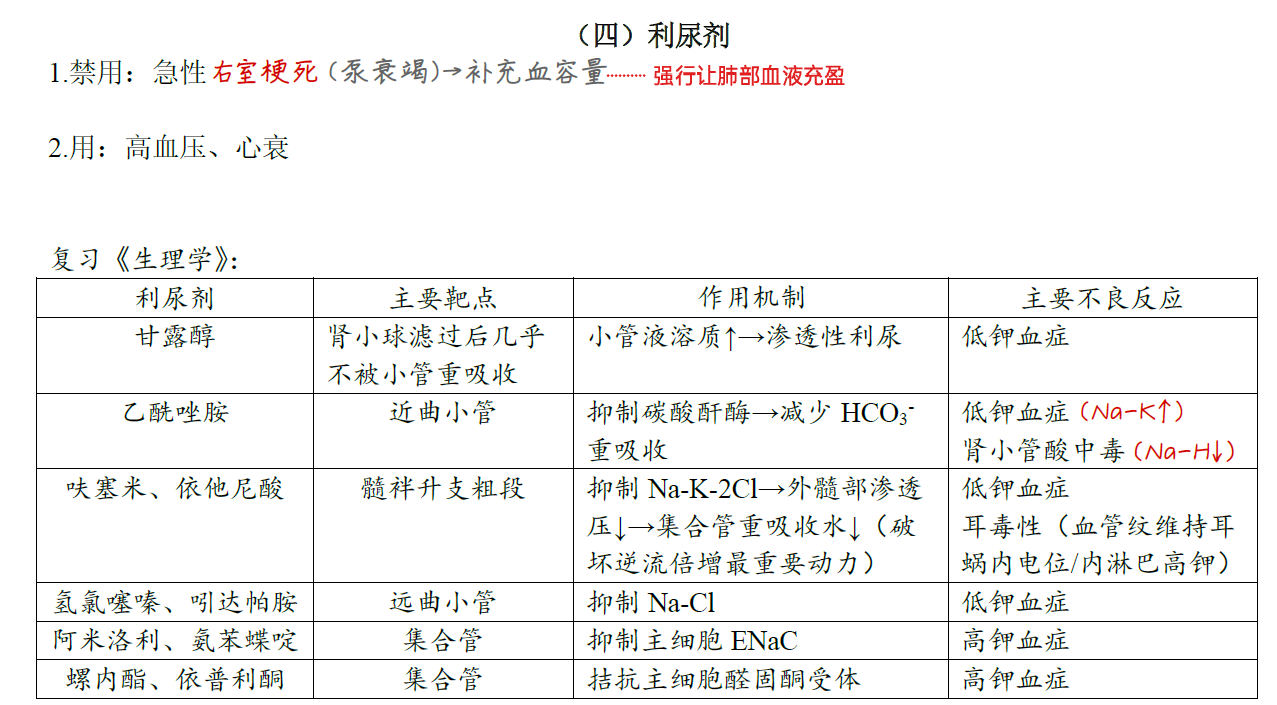 （四）利尿剂
1.禁用：急性右室梗死（泵衰竭）→补充血容量┄┄ 强行让肺部血液充盈
2.用：高血压、心衰
复习《生理学》：
利尿剂 主要靶点 作用机制 主要不良反应
甘露醇 肾小球滤过后几乎 小管液溶质↑→渗透性利尿 低钾血症
不被小管重吸收
乙酰唑胺 近曲小管 抑制碳酸酐酶→减少 HCO₃⁻ 低钾血症（Na-K↑）
重吸收 肾小管酸中毒（Na-H↓）
呋塞米、依他尼酸 髓袢升支粗段 抑制 Na-K-2Cl→外髓部渗透 低钾血症
压↓→集合管重吸收水↓（破 耳毒性（血管纹维持耳
坏逆流倍增最重要动力） 蜗内电位/内淋巴高钾）
氢氯噻嗪、吲达帕胺 远曲小管 抑制 Na-Cl 低钾血症
阿米洛利、氨苯蝶啶 集合管 抑制主细胞 ENaC 高钾血症
螺内酯、依普利酮 集合管 拮抗主细胞醛固酮受体 高钾血症